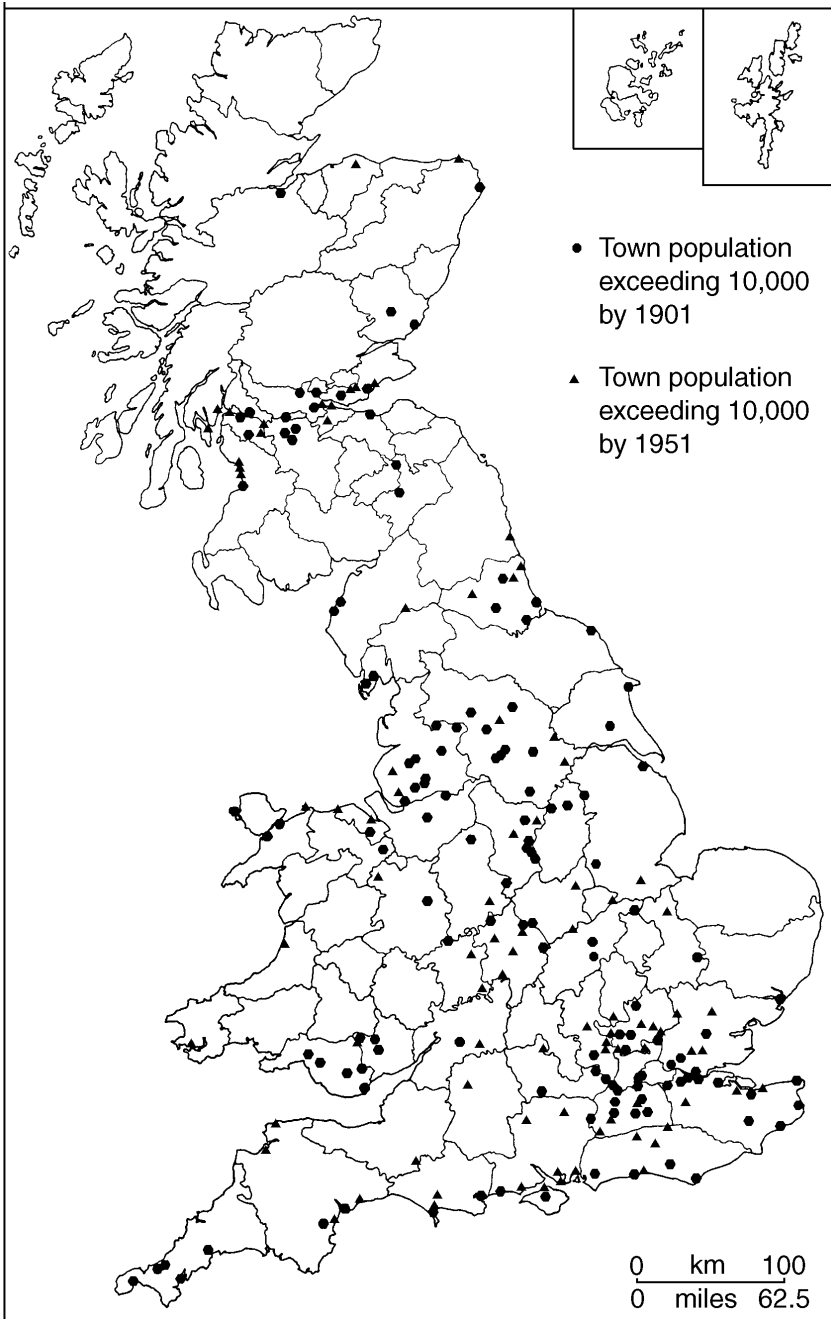 Town population
exceeding 10,000
by 1901
Town population
exceeding 10,000
by 1951
0 km 100
0 miles 62.5